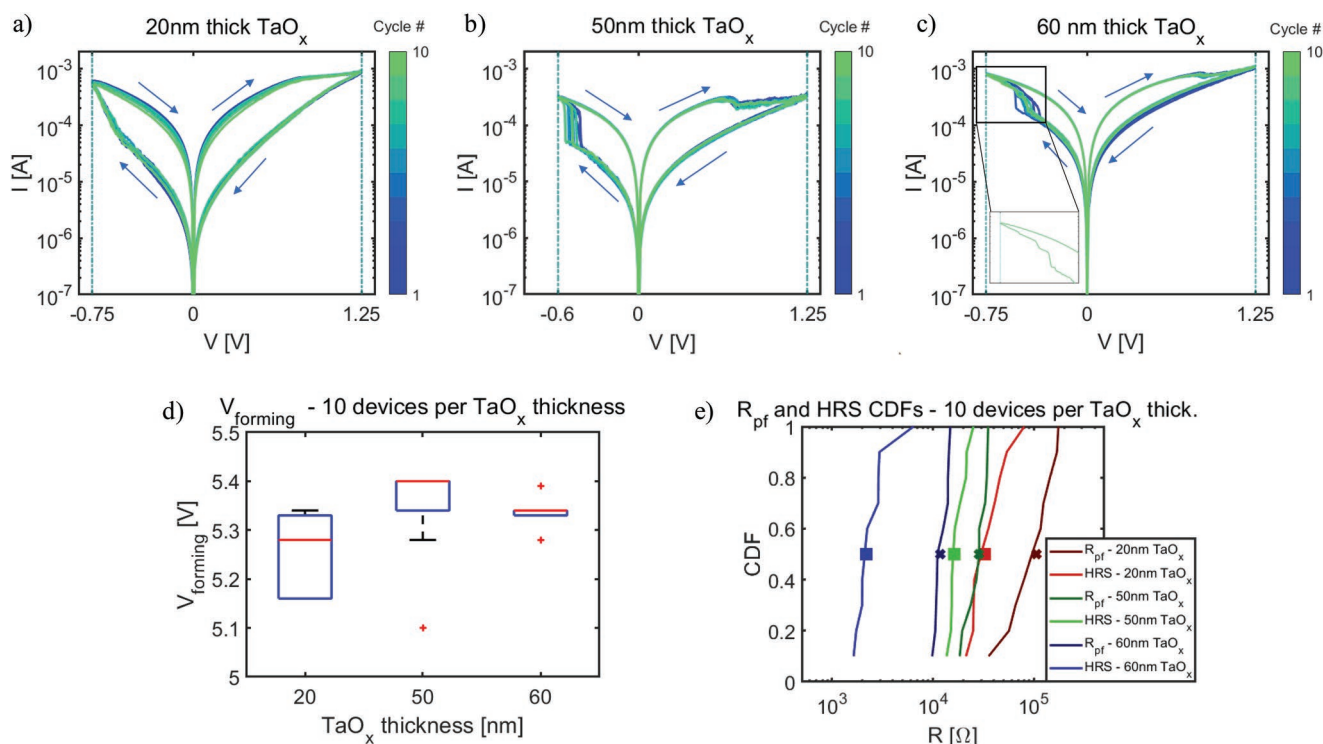 a)
20nm thick TaOx
Cycle #
10
1
10-3
10-4
10-5
10-6
10-7
I [A]
-0.75 0 1.25
V [V]
b)
50nm thick TaOx
Cycle #
10
1
10-3
10-4
10-5
10-6
10-7
I [A]
-0.6 0 1.25
V [V]
c)
60 nm thick TaOx
Cycle #
10
1
10-3
10-4
10-5
10-6
10-7
I [A]
-0.75 0 1.25
V [V]
d)
Vforming - 10 devices per TaOx thickness
5.5
5.4
5.3
5.2
5.1
5
Vforming [V]
20 50 60
TaOx thickness [nm]
e)
Rpf and HRS CDFs - 10 devices per TaOx thick.
1
0.8
0.6
0.4
0.2
0
CDF
Rpf - 20nm TaOx
HRS - 20nm TaOx
Rpf - 50nm TaOx
HRS - 50nm TaOx
Rpf - 60nm TaOx
HRS - 60nm TaOx
103 104 105
R [Ω]